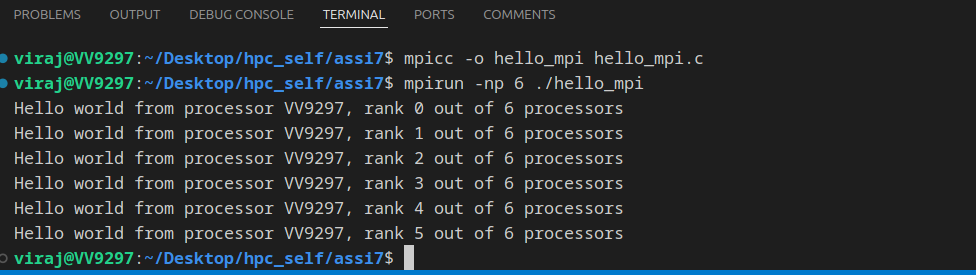 PROBLEMS OUTPUT DEBUG CONSOLE TERMINAL PORTS COMMENTS
viraj@VV9297:~/Desktop/hpc_self/assi7$ mpicc -o hello_mpi hello_mpi.c
viraj@VV9297:~/Desktop/hpc_self/assi7$ mpirun -np 6 ./hello_mpi
Hello world from processor VV9297, rank 0 out of 6 processors
Hello world from processor VV9297, rank 1 out of 6 processors
Hello world from processor VV9297, rank 2 out of 6 processors
Hello world from processor VV9297, rank 3 out of 6 processors
Hello world from processor VV9297, rank 4 out of 6 processors
Hello world from processor VV9297, rank 5 out of 6 processors
viraj@VV9297:~/Desktop/hpc_self/assi7$